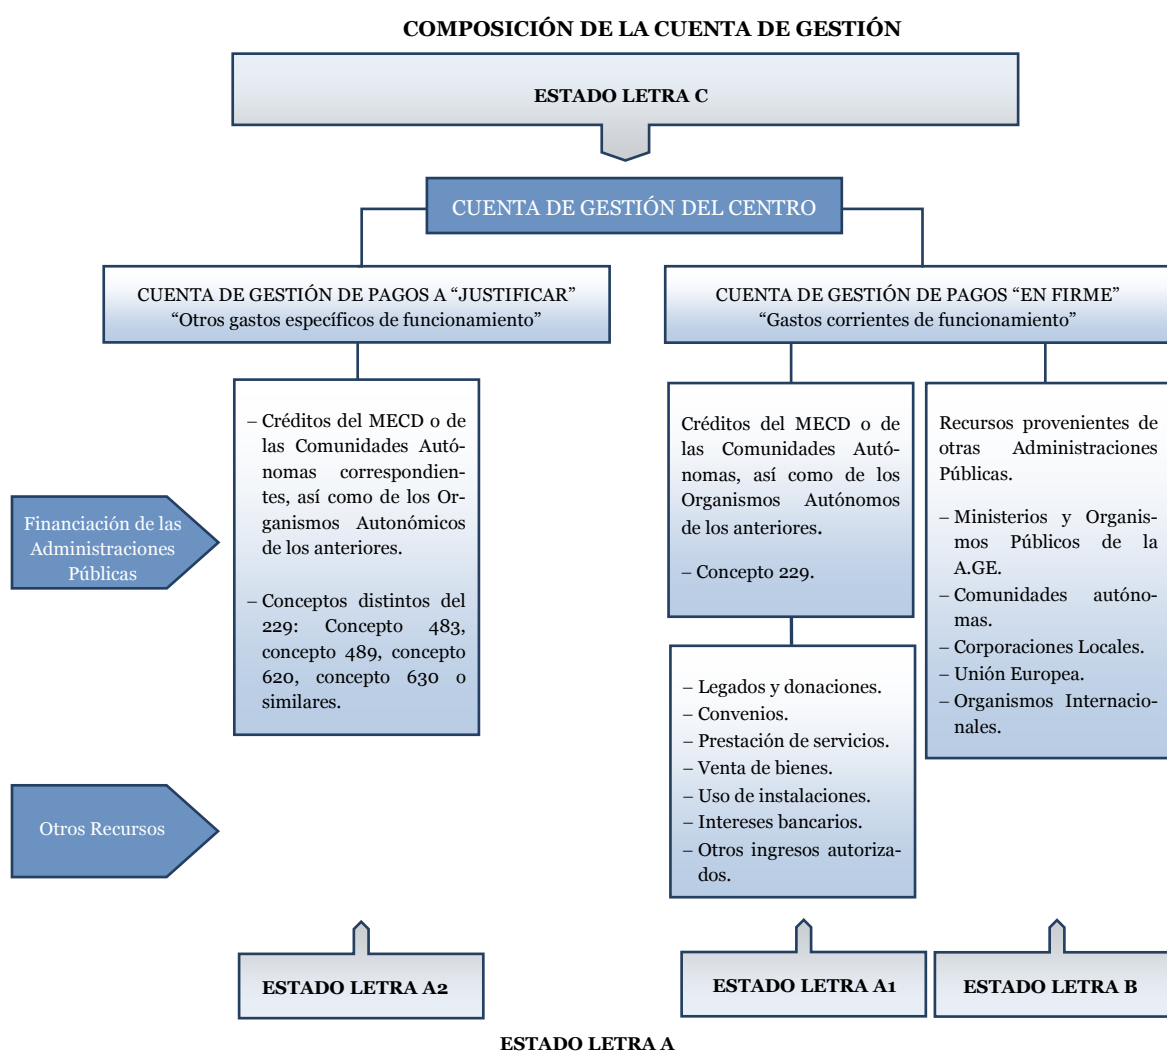 COMPOSICIÓN DE LA CUENTA DE GESTIÓN
ESTADO LETRA C
CUENTA DE GESTIÓN DEL CENTRO
CUENTA DE GESTIÓN DE PAGOS A “JUSTIFICAR”
“Otros gastos específicos de funcionamiento”
CUENTA DE GESTIÓN DE PAGOS “EN FIRME”
“Gastos corrientes de funcionamiento”
Financiación de las
Administraciones
Públicas
– Créditos del MECD o de
las Comunidades Autó-
nomas correspondien-
tes, así como de los Or-
ganismos Autonómicos
de los anteriores.
– Conceptos distintos del
229: Concepto 483,
concepto 489, concepto
620, concepto 630 o
similares.
Créditos del MECD o de
las Comunidades Autó-
nomas, así como de los
Organismos Autónomos
de los anteriores.
– Concepto 229.
Recursos provenientes de
otras Administraciones
Públicas.
– Ministerios y Organis-
mos Públicos de la
A.GE.
– Comunidades autóno-
mas.
– Corporaciones Locales.
– Unión Europea.
– Organismos Internacio-
nales.
Otros Recursos
– Legados y donaciones.
– Convenios.
– Prestación de servicios.
– Venta de bienes.
– Uso de instalaciones.
– Intereses bancarios.
– Otros ingresos autoriza-
dos.
ESTADO LETRA A2
ESTADO LETRA A1
ESTADO LETRA B
ESTADO LETRA A